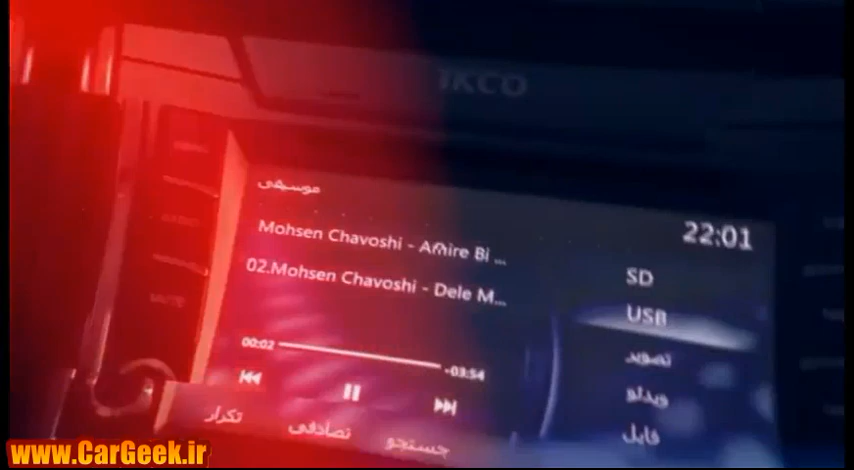 IKCO
موسیقی
22:01
Mohsen Chavoshi - Amire Bi ...
02.Mohsen Chavoshi - Dele M...
SD
USB
تصویر
ویدئو
فایل
00:02
-03:54
تکرار
تصادفی
جستجو
www.CarGeek.ir